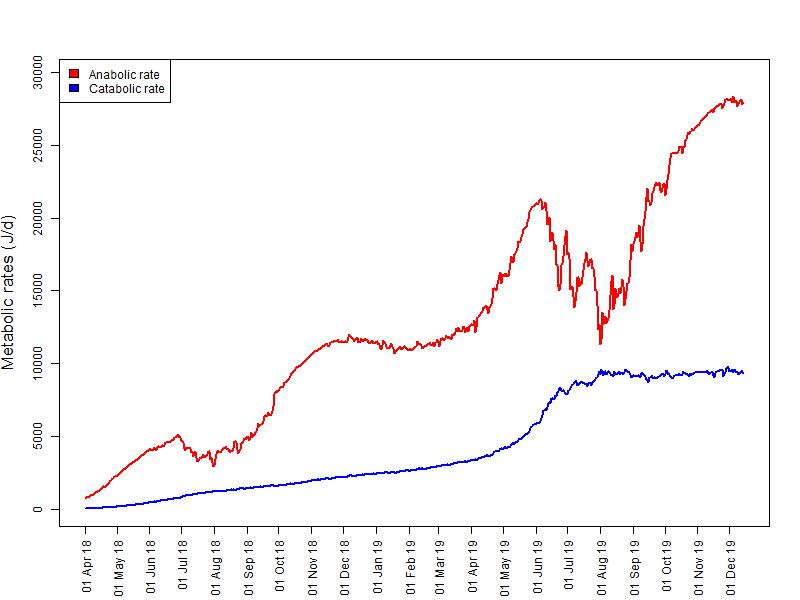 Anabolic rate
Catabolic rate
Metabolic rates (J/d)
30000
25000
20000
15000
10000
5000
0
01 Apr 18
01 May 18
01 Jun 18
01 Jul 18
01 Aug 18
01 Sep 18
01 Oct 18
01 Nov 18
01 Dec 18
01 Jan 19
01 Feb 19
01 Mar 19
01 Apr 19
01 May 19
01 Jun 19
01 Jul 19
01 Aug 19
01 Sep 19
01 Oct 19
01 Nov 19
01 Dec 19